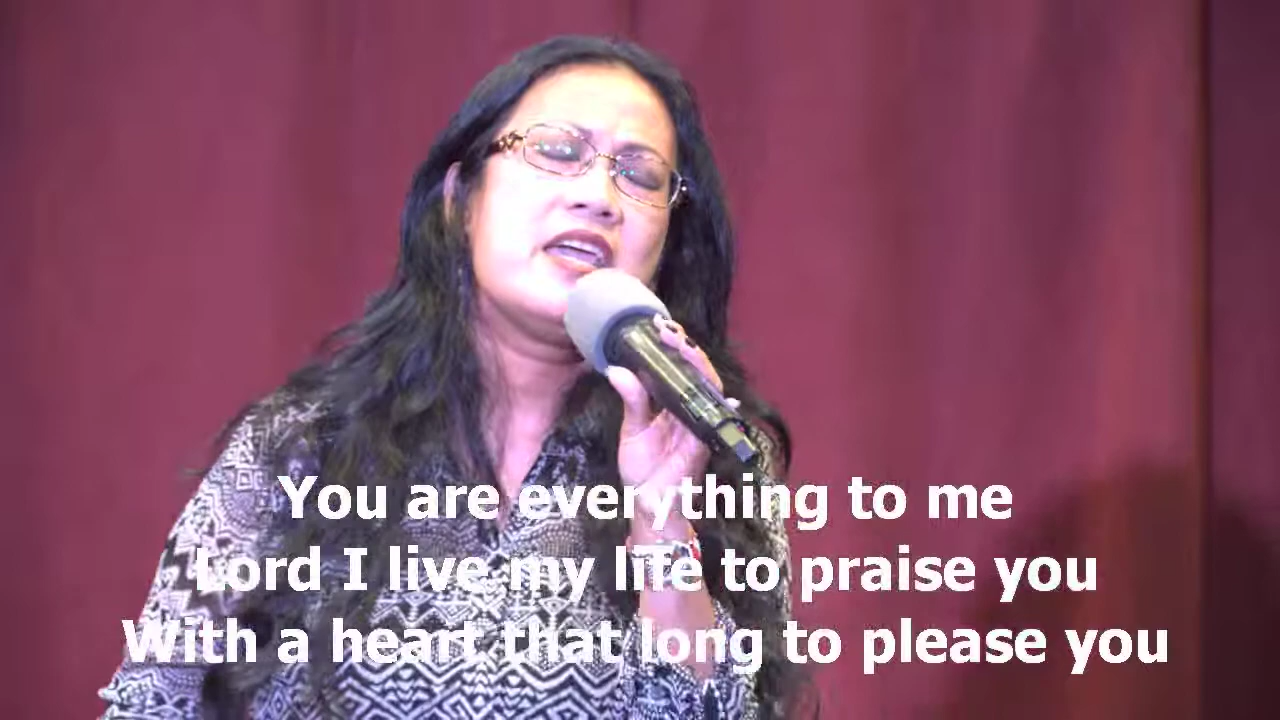 You are everything to me
Lord I live my life to praise you
With a heart that long to please you